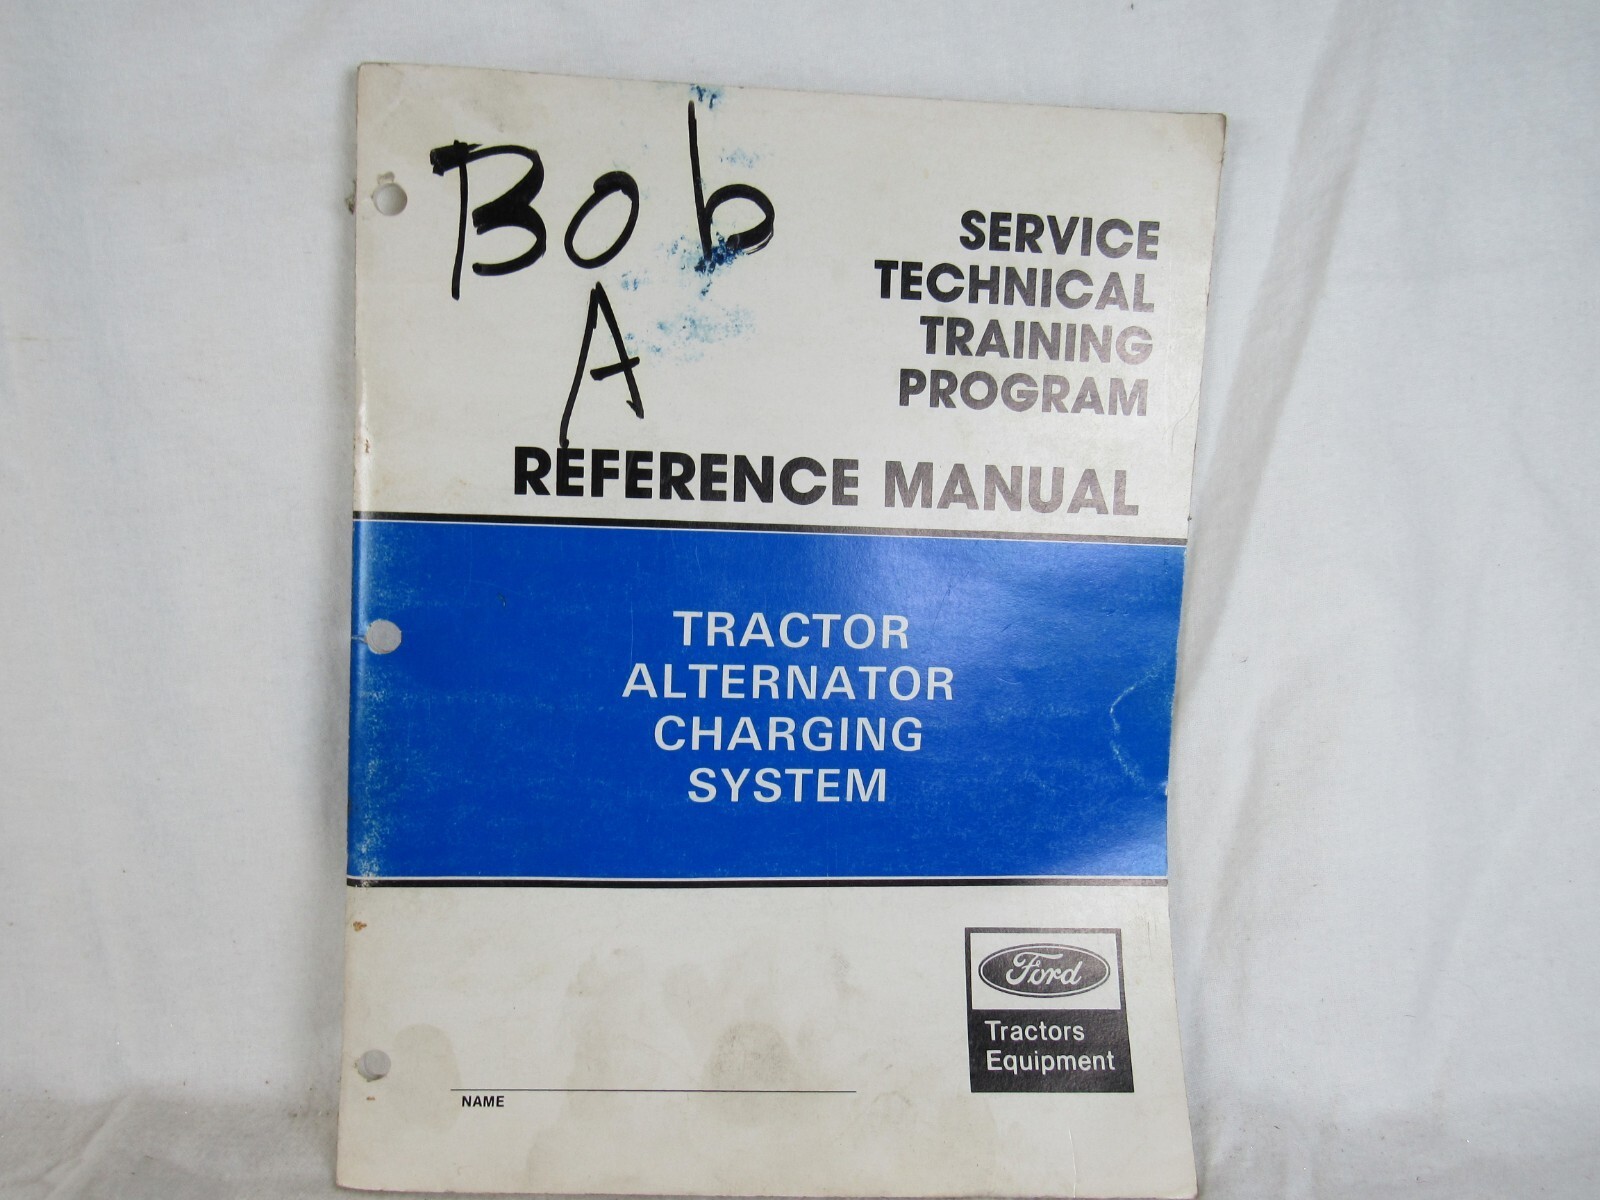 Bob
A
SERVICE
TECHNICAL
TRAINING
PROGRAM
REFERENCE MANUAL
TRACTOR
ALTERNATOR
CHARGING
SYSTEM
Ford
Tractors
Equipment
NAME